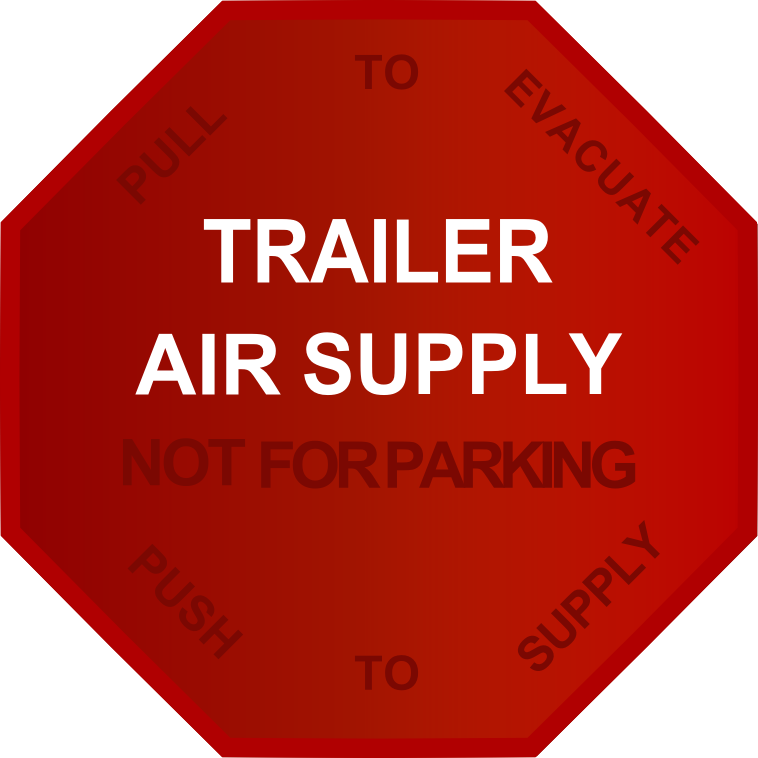 PULL TO EVACUATE
TRAILER
AIR SUPPLY
NOT FOR PARKING
PUSH TO SUPPLY